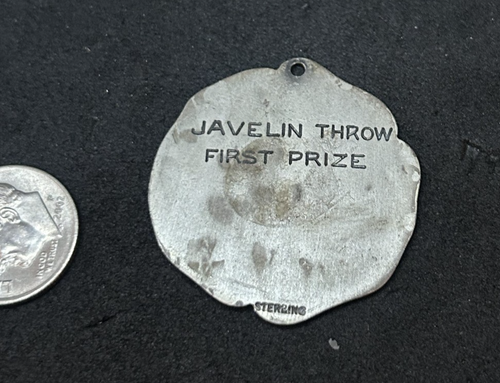 JAVELIN THROW
FIRST PRIZE
STERLING